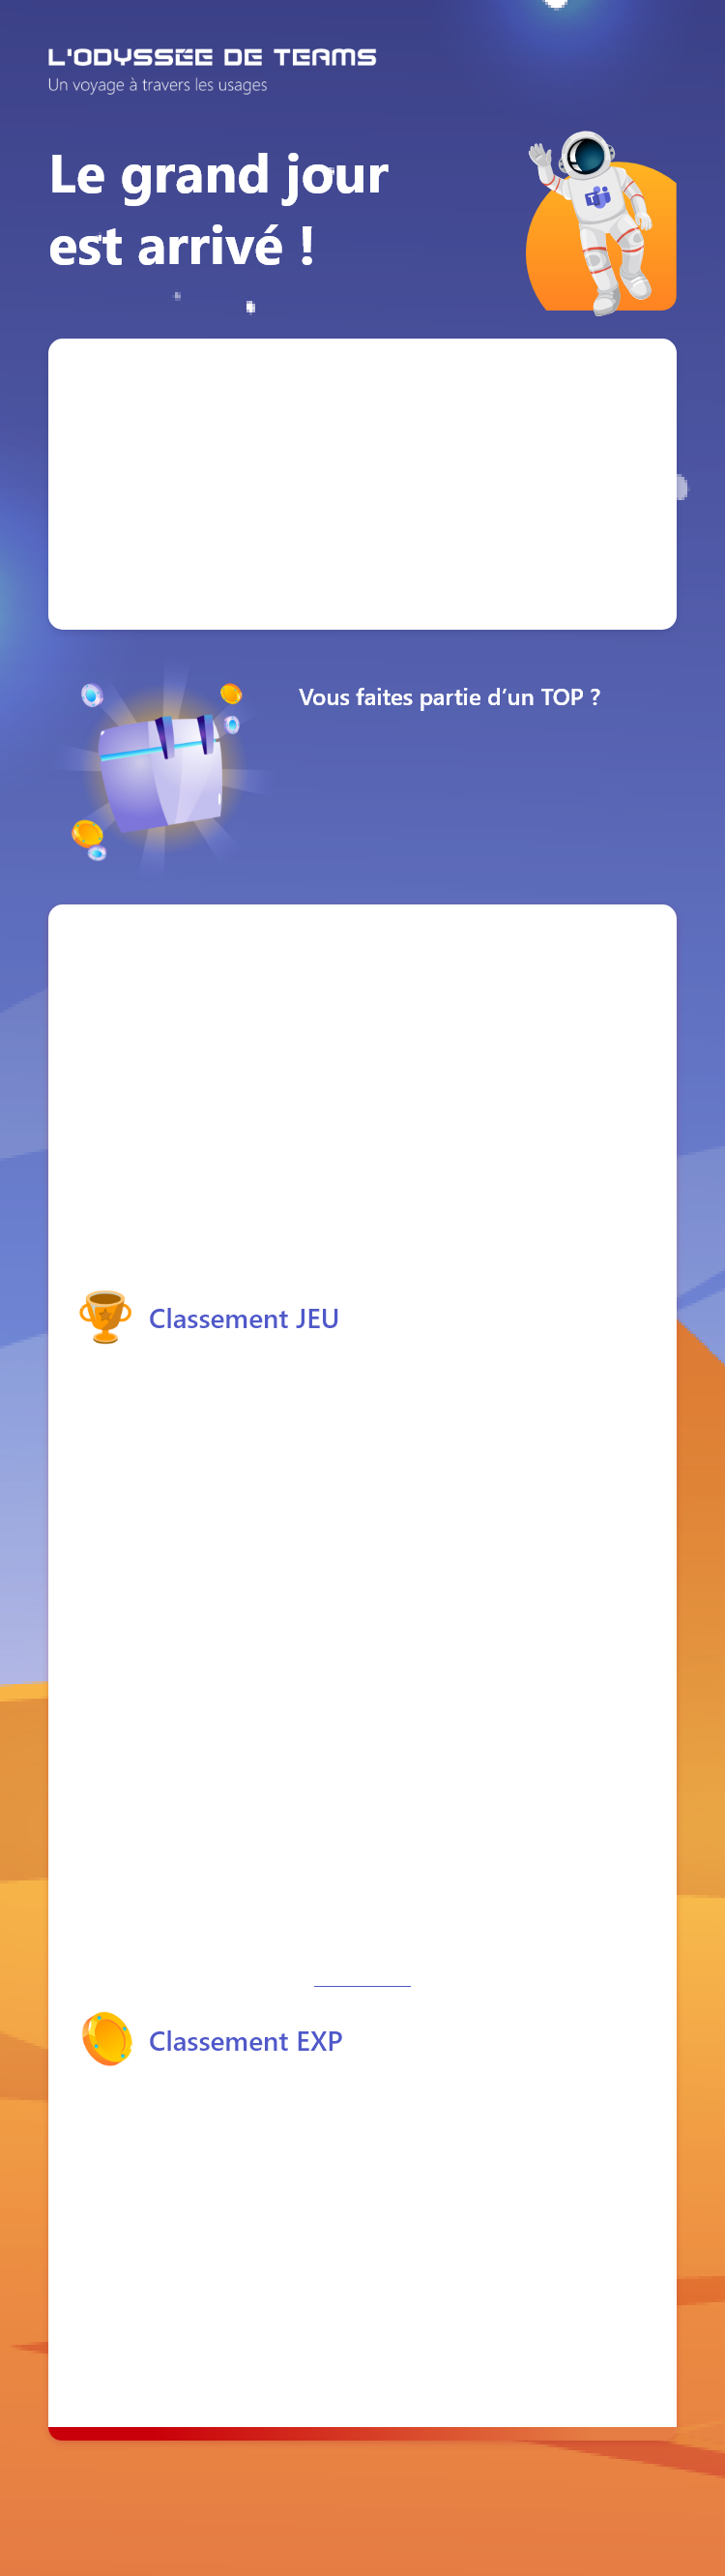 L'ODYSSÉE DE TEAMS
Un voyage à travers les usages
Le grand jour
est arrivé !
T
Vous faites partie d’un TOP ?
Classement JEU
Classement EXP